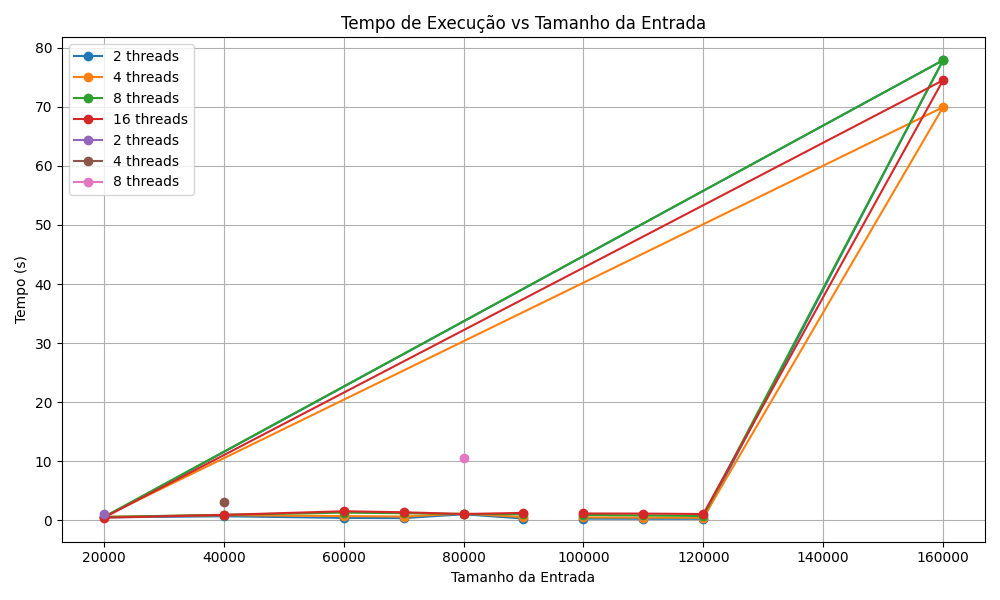 Tempo de Execução vs Tamanho da Entrada
Tempo (s)
80
70
60
50
40
30
20
10
0
2 threads
4 threads
8 threads
16 threads
2 threads
4 threads
8 threads
20000
40000
60000
80000
100000
120000
140000
160000
Tamanho da Entrada